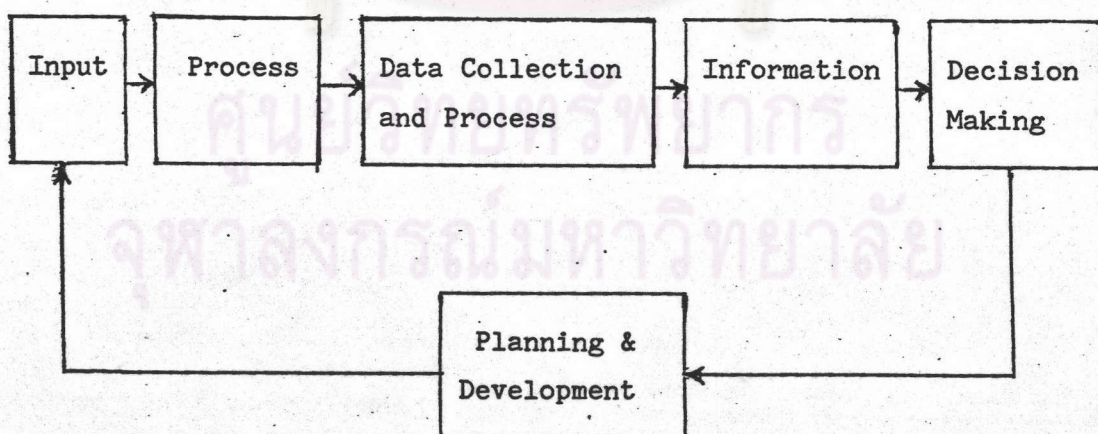 Input
Process
Data Collection
and Process
Information
Decision
Making
ศูนย์วิทยทรัพยากร
จุฬาลงกรณ์มหาวิทยาลัย
Planning &
Development